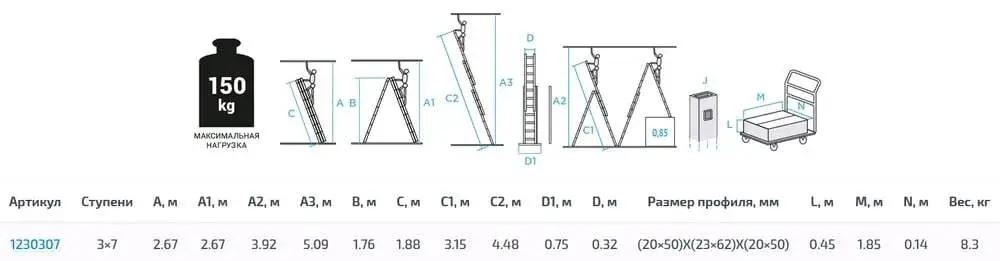 150
kg
МАКСИМАЛЬНАЯ
НАГРУЗКА
C
A
B
A1
C2
A3
D
D1
A2
C1
0,85
J
M
N
L
Артикул Ступени A, м A1, м A2, м A3, м B, м C, м C1, м C2, м D1, м D, м Размер профиля, мм L, м M, м N, м Вес, кг
1230307 3×7 2.67 2.67 3.92 5.09 1.76 1.88 3.15 4.48 0.75 0.32 (20×50)X(23×62)X(20×50) 0.45 1.85 0.14 8.3